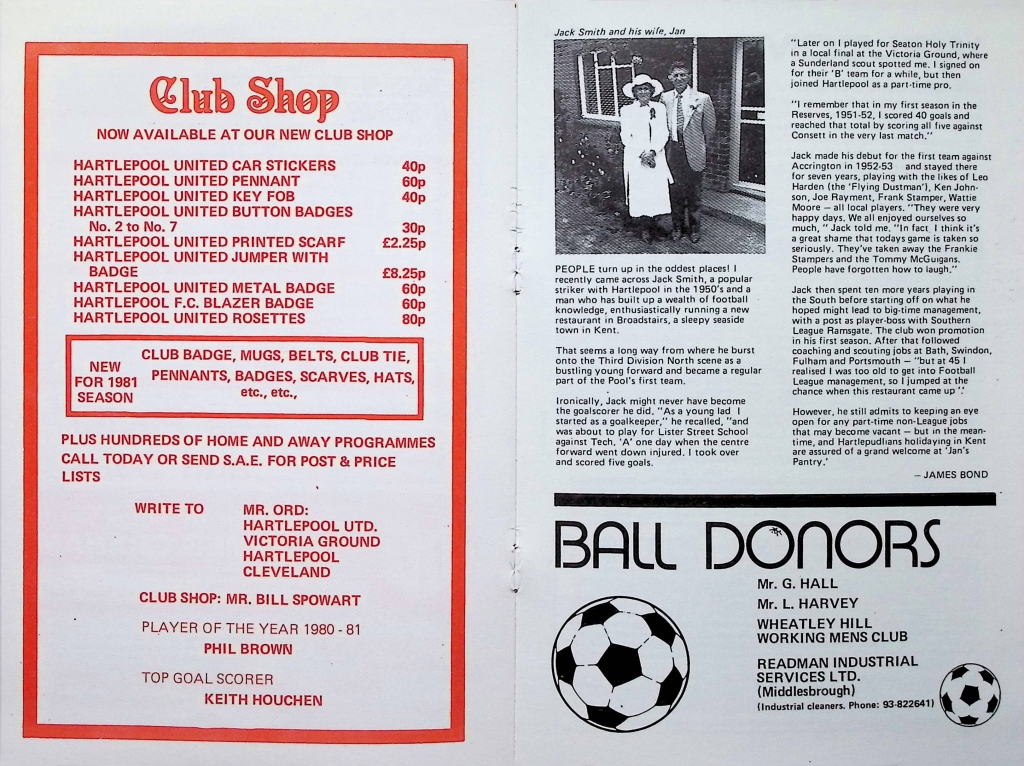 Club Shop
NOW AVAILABLE AT OUR NEW CLUB SHOP
HARTLEPOOL UNITED CAR STICKERS 40p
HARTLEPOOL UNITED PENNANT 60p
HARTLEPOOL UNITED KEY FOB 40p
HARTLEPOOL UNITED BUTTON BADGES
No. 2 to No. 7 30p
HARTLEPOOL UNITED PRINTED SCARF £2.25p
HARTLEPOOL UNITED JUMPER WITH
BADGE £8.25p
HARTLEPOOL UNITED METAL BADGE 60p
HARTLEPOOL F.C. BLAZER BADGE 60p
HARTLEPOOL UNITED ROSETTES 80p
NEW
FOR 1981
SEASON
CLUB BADGE, MUGS, BELTS, CLUB TIE,
PENNANTS, BADGES, SCARVES, HATS,
etc., etc.,
PLUS HUNDREDS OF HOME AND AWAY PROGRAMMES
CALL TODAY OR SEND S.A.E. FOR POST & PRICE
LISTS
WRITE TO MR. ORD:
HARTLEPOOL UTD.
VICTORIA GROUND
HARTLEPOOL
CLEVELAND
CLUB SHOP: MR. BILL SPOWART
PLAYER OF THE YEAR 1980 - 81
PHIL BROWN
TOP GOAL SCORER
KEITH HOUCHEN
Jack Smith and his wife, Jan
PEOPLE turn up in the oddest places! I
recently came across Jack Smith, a popular
striker with Hartlepool in the 1950's and a
man who has built up a wealth of football
knowledge, enthusiastically running a new
restaurant in Broadstairs, a sleepy seaside
town in Kent.
That seems a long way from where he burst
onto the Third Division North scene as a
bustling young forward and became a regular
part of the Pool's first team.
Ironically, Jack might never have become
the goalscorer he did. "As a young lad I
started as a goalkeeper," he recalled, "and
was about to play for Lister Street School
against Tech. 'A' one day when the centre
forward went down injured. I took over
and scored five goals.
"Later on I played for Seaton Holy Trinity
in a local final at the Victoria Ground, where
a Sunderland scout spotted me. I signed on
for their 'B' team for a while, but then
joined Hartlepool as a part-time pro.
"I remember that in my first season in the
Reserves, 1951-52, I scored 40 goals and
reached that total by scoring all five against
Consett in the very last match."
Jack made his debut for the first team against
Accrington in 1952-53 and stayed there
for seven years, playing with the likes of Leo
Harden (the 'Flying Dustman'), Ken John-
son, Joe Rayment, Frank Stamper, Wattie
Moore — all local players. "They were very
happy days. We all enjoyed ourselves so
much, " Jack told me. "In fact I think it's
a great shame that todays game is taken so
seriously. They've taken away the Frankie
Stampers and the Tommy McGuigans.
People have forgotten how to laugh."
Jack then spent ten more years playing in
the South before starting off on what he
hoped might lead to big-time management,
with a post as player-boss with Southern
League Ramsgate. The club won promotion
in his first season. After that followed
coaching and scouting jobs at Bath, Swindon,
Fulham and Portsmouth — "but at 45 I
realised I was too old to get into Football
League management, so I jumped at the
chance when this restaurant came up ".
However, he still admits to keeping an eye
open for any part-time non-League jobs
that may become vacant — but in the mean-
time, and Hartlepudlians holidaying in Kent
are assured of a grand welcome at 'Jan's
Pantry.'
— JAMES BOND
BALL DONORS
Mr. G. HALL
Mr. L. HARVEY
WHEATLEY HILL
WORKING MENS CLUB
READMAN INDUSTRIAL
SERVICES LTD.
(Middlesbrough)
(Industrial cleaners. Phone: 93-822641)